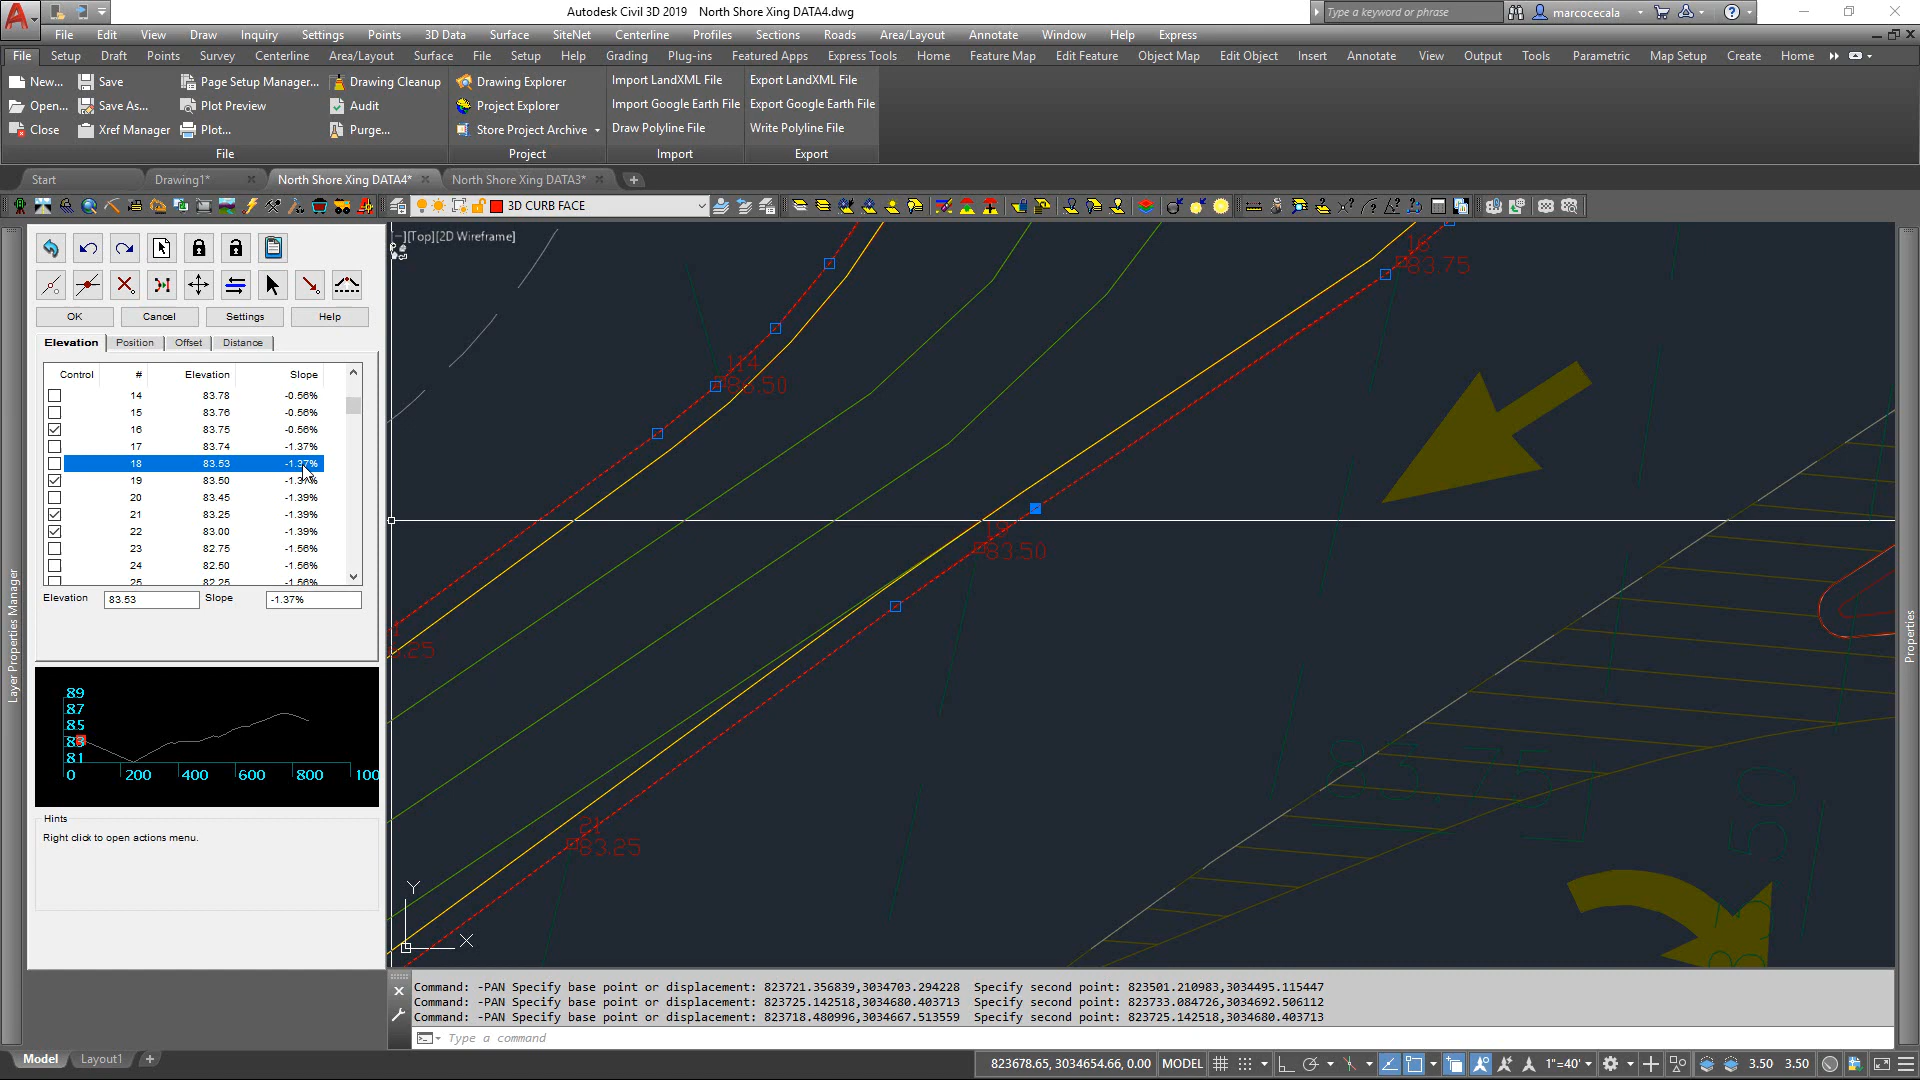 Autodesk Civil 3D 2019 North Shore Xing DATA4.dwg
Type a keyword or phrase
marcocecala
File Edit View Draw Inquiry Settings Points 3D Data Surface SiteNet Centerline Profiles Sections Roads Area/Layout Annotate Window Help Express
File Setup Draft Points Survey Centerline Area/Layout Surface File Setup Help Grading Plug-ins Featured Apps Express Tools Home Feature Map Edit Feature Object Map Edit Object Insert Annotate View Output Tools Parametric Map Setup Create Home
New... Save Page Setup Manager... Drawing Cleanup Drawing Explorer Import LandXML File Export LandXML File
Open... Save As... Plot Preview Audit Project Explorer Import Google Earth File Export Google Earth File
Close Xref Manager Plot... Purge... Store Project Archive Draw Polyline File Write Polyline File
File Project Import Export
Start Drawing1* North Shore Xing DATA4* North Shore Xing DATA3*
3D CURB FACE
[−][Top][2D Wireframe]
OK Cancel Settings Help
Elevation Position Offset Distance
Control # Elevation Slope
14 83.78 -0.56%
15 83.76 -0.56%
16 83.75 -0.56%
17 83.74 -1.37%
18 83.53 -1.37%
19 83.50 -1.37%
20 83.45 -1.39%
21 83.25 -1.39%
22 83.00 -1.39%
23 82.75 -1.56%
24 82.50 -1.56%
25 82.25 -1.56%
Elevation 83.53 Slope -1.37%
89
87
85
83
81
0 200 400 600 800 100
Hints
Right click to open actions menu.
16
83.75
114
86.50
19
83.50
21
83.25
83.75
50
Y
X
Layer Properties Manager
Properties
Command: -PAN Specify base point or displacement: 823721.356839,3034703.294228 Specify second point: 823501.210983,3034495.115447
Command: -PAN Specify base point or displacement: 823725.142518,3034680.403713 Specify second point: 823733.084726,3034692.506112
Command: -PAN Specify base point or displacement: 823718.480996,3034667.513559 Specify second point: 823725.142518,3034680.403713
Type a command
Model Layout1
823678.65, 3034654.66, 0.00 MODEL 1"=40' 3.50 3.50